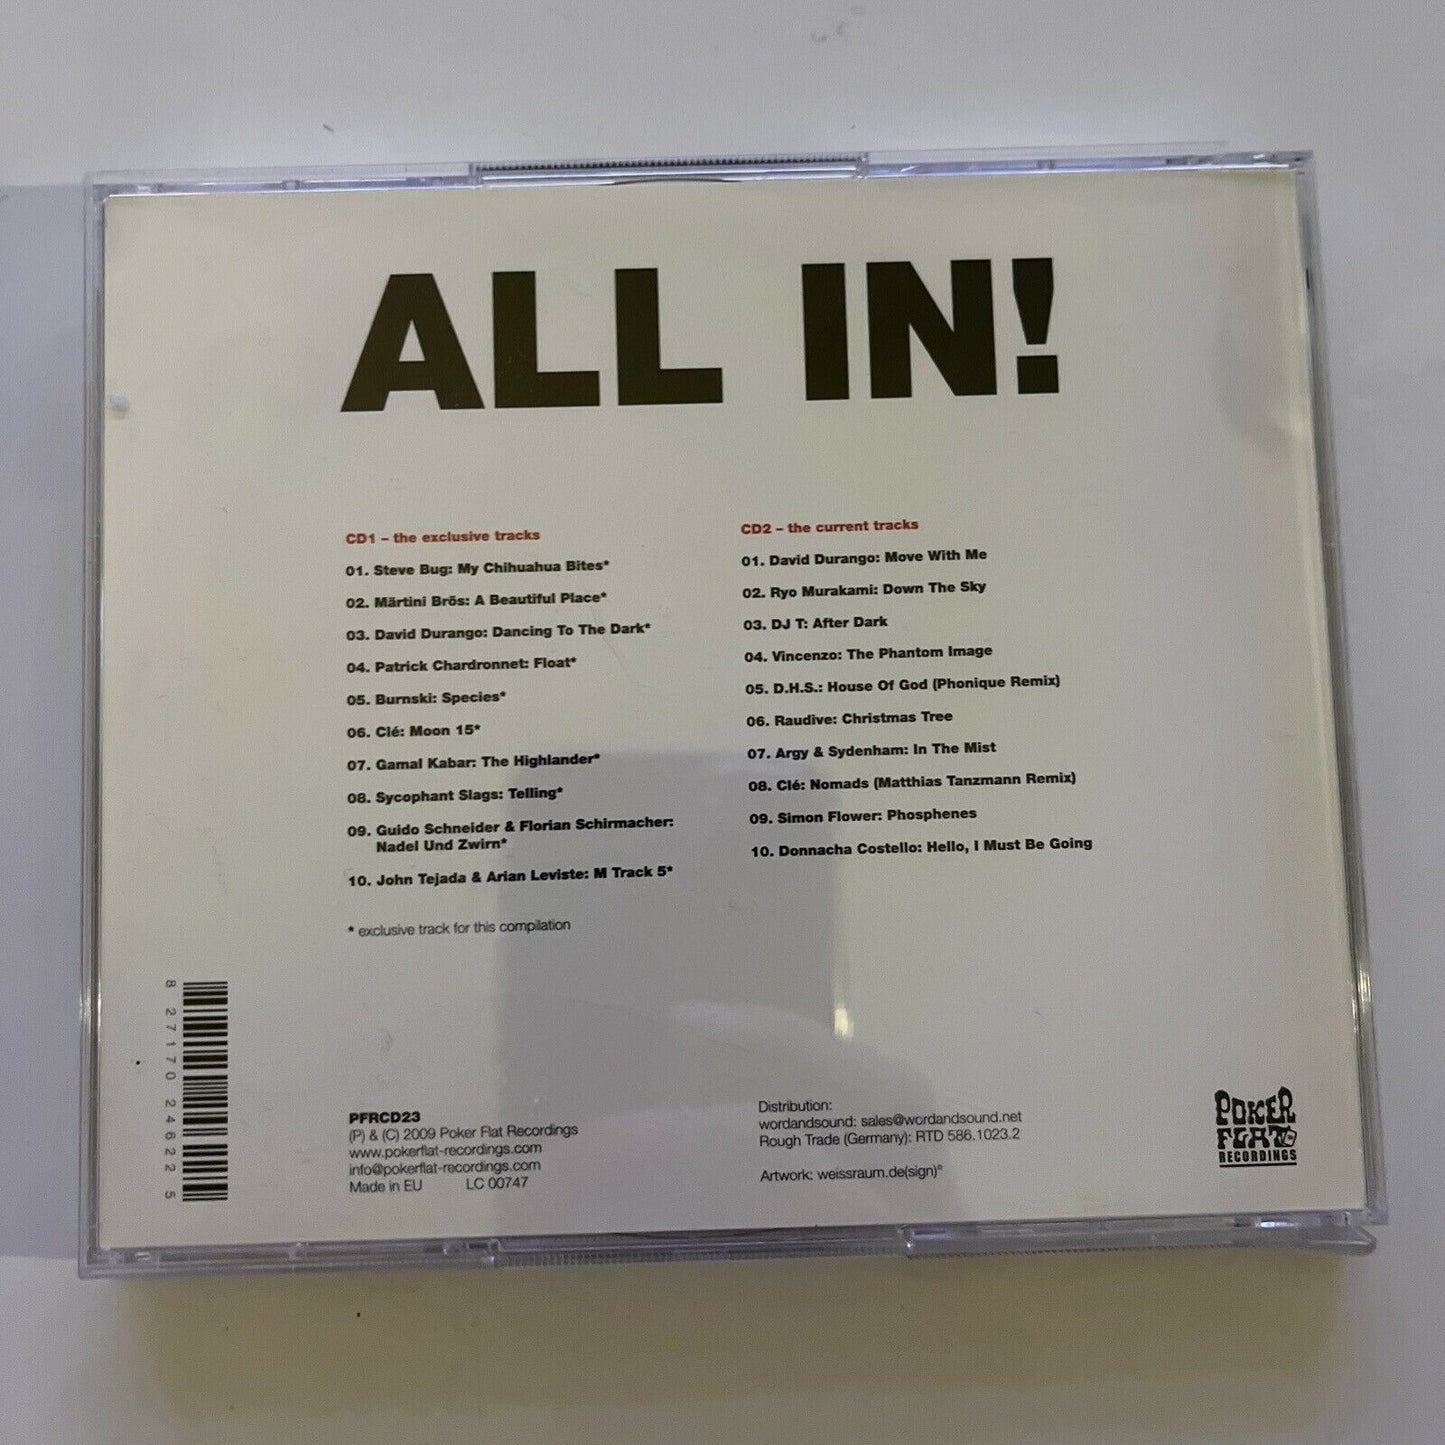 ALL IN!
CD1 – the exclusive tracks
01. Steve Bug: My Chihuahua Bites*
02. Märtini Brös: A Beautiful Place*
03. David Durango: Dancing To The Dark*
04. Patrick Chardronnet: Float*
05. Burnski: Species*
06. Clé: Moon 15*
07. Gamal Kabar: The Highlander*
08. Sycophant Slags: Telling*
09. Guido Schneider & Florian Schirmacher:
Nadel Und Zwirn*
10. John Tejada & Arian Leviste: M Track 5*
* exclusive track for this compilation
CD2 – the current tracks
01. David Durango: Move With Me
02. Ryo Murakami: Down The Sky
03. DJ T: After Dark
04. Vincenzo: The Phantom Image
05. D.H.S.: House Of God (Phonique Remix)
06. Raudive: Christmas Tree
07. Argy & Sydenham: In The Mist
08. Clé: Nomads (Matthias Tanzmann Remix)
09. Simon Flower: Phosphenes
10. Donnacha Costello: Hello, I Must Be Going
8 27170 24622 5
PFRCD23
(P) & (C) 2009 Poker Flat Recordings
www.pokerflat-recordings.com
info@pokerflat-recordings.com
Made in EU LC 00747
Distribution:
wordandsound: sales@wordandsound.net
Rough Trade (Germany): RTD 586.1023.2
Artwork: weissraum.de(sign)°
POKER
FLAT
RECORDINGS